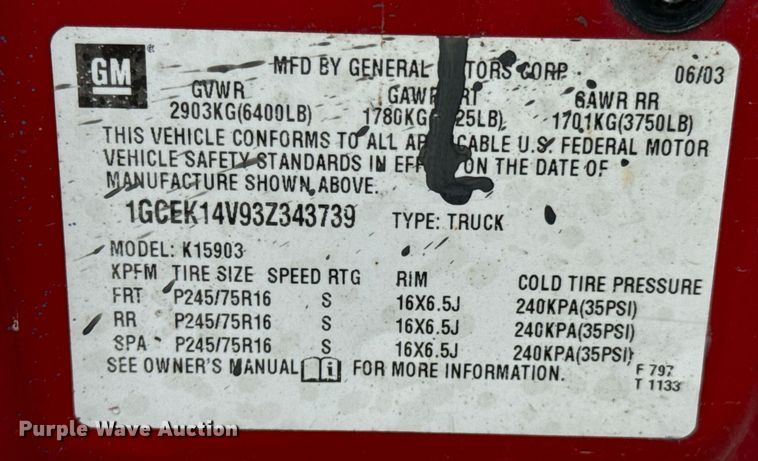 GM
MFD BY GENERAL CORP 06/03
GVWR GAWR RR
2903KG(6400LB) 1780KG( 25LB) 1701KG(3750LB)
THIS VEHICLE CONFORMS TO ALL U.S. FEDERAL MOTOR
VEHICLE SAFETY STANDARDS IN ON THE DATE OF
MANUFACTURE SHOWN ABOVE.
1GCEK14V93Z343739 TYPE: TRUCK
MODEL: K15903
KPFM TIRE SIZE SPEED RTG RIM COLD TIRE PRESSURE
FRT P245/75R16 S 16X6.5J 240KPA(35PSI)
RR P245/75R16 S 16X6.5J 240KPA(35PSI)
SPA P245/75R16 S 16X6.5J 240KPA(35PSI)
SEE OWNER'S MANUAL i FOR MORE INFORMATION.
F 797
T 1133
Purple Wave Auction